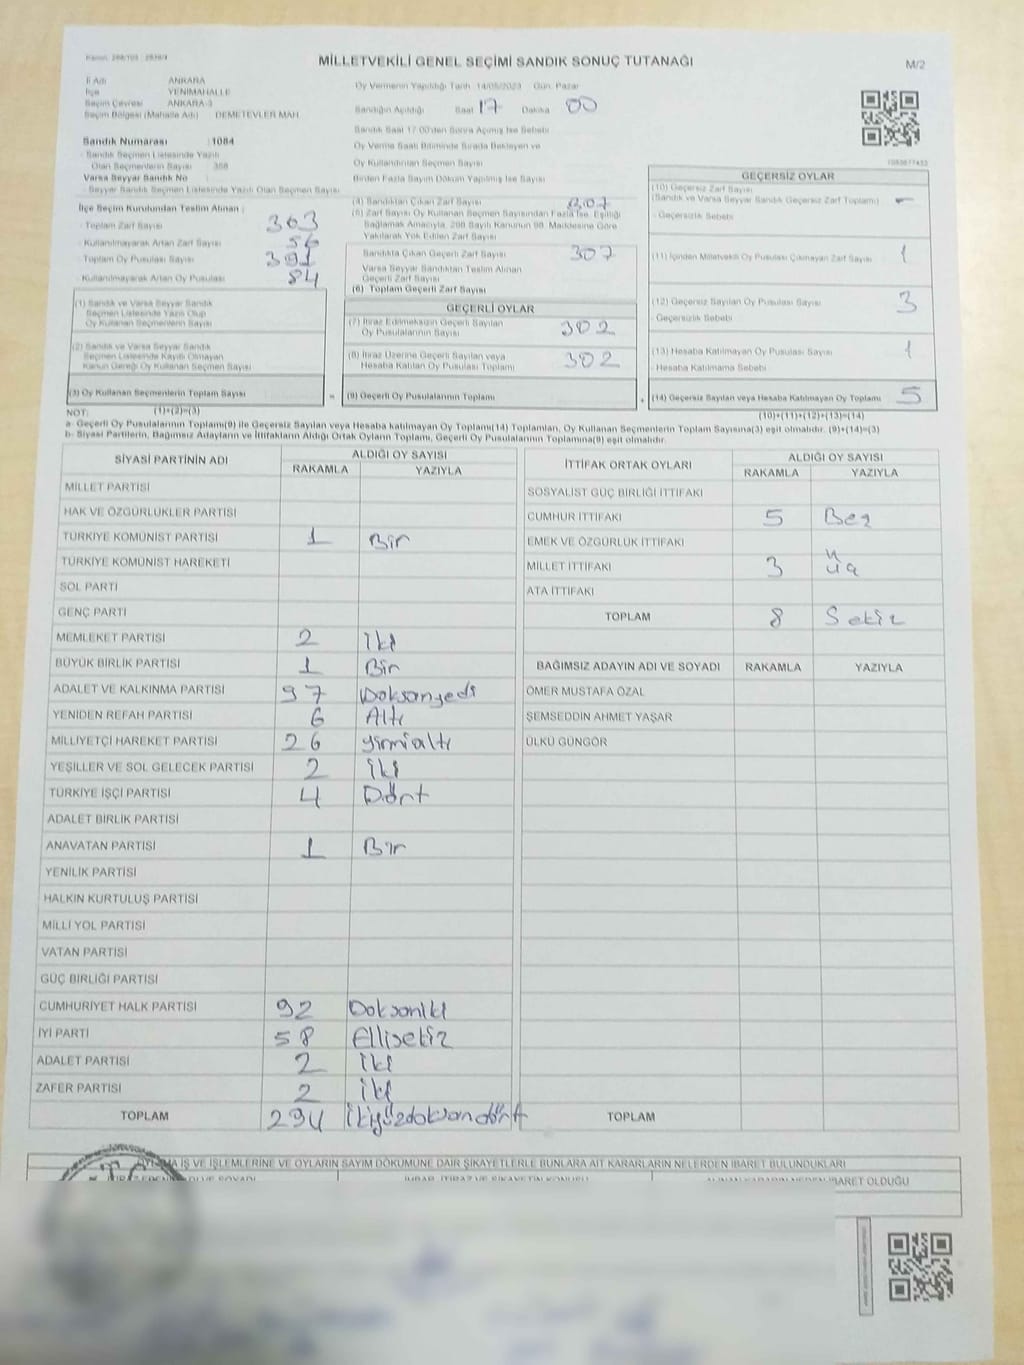 MİLLETVEKİLİ GENEL SEÇİMİ SANDIK SONUÇ TUTANAĞI
M/2
İl Adı ANKARA
İlçe YENİMAHALLE
Seçim Çevresi ANKARA-3
Seçim Bölgesi (Mahalle Adı) DEMETEVLER MAH
Oy Vermenin Yapıldığı Tarih 14/05/2023 Gün: Pazar
Sandığın Açıldığı Saat 17 Dakika 00
Sandık Saat 17:00'den Sonra Açılmış İse Sebebi
Oy Verme Saati Bitiminde Sırada Bekleyen ve
Oy Kullandırılan Seçmen Sayısı
Birden Fazla Sayım Döküm Yapılmış İse Sayısı
Sandık Numarası : 1084
Sandık Seçmen Listesinde Yazılı
Olan Seçmenlerin Sayısı 358
Varsa Seyyar Sandık No
Seyyar Sandık Seçmen Listesinde Yazılı Olan Seçmen Sayısı
İlçe Seçim Kurulundan Teslim Alınan :
Toplam Zarf Sayısı 363
Kullanılmayarak Artan Zarf Sayısı 56
Toplam Oy Pusulası Sayısı 391
Kullanılmayarak Artan Oy Pusulası 84
(1) Sandık ve Varsa Seyyar Sandık
Seçmen Listesinde Yazılı Olup
Oy Kullanan Seçmenlerin Sayısı
(2) Sandık ve Varsa Seyyar Sandık
Seçmen Listesinde Kayıtlı Olmayan
Kanun Gereği Oy Kullanan Seçmen Sayısı
(3) Oy Kullanan Seçmenlerin Toplam Sayısı
(4) Sandıktan Çıkan Zarf Sayısı 307
(5) Zarf Sayısı Oy Kullanan Seçmen Sayısından Fazla İse, Eşitliği
Sağlamak Amacıyla, 298 Sayılı Kanunun 98. Maddesine Göre
Yakılarak Yok Edilen Zarf Sayısı
Sandıkta Çıkan Geçerli Zarf Sayısı 307
Varsa Seyyar Sandıktan Teslim Alınan
Geçerli Zarf Sayısı
(6) Toplam Geçerli Zarf Sayısı
GEÇERLİ OYLAR
(7) İtiraz Edilmeksizin Geçerli Sayılan
Oy Pusulalarının Sayısı 302
(8) İtiraz Üzerine Geçerli Sayılan veya
Hesaba Katılan Oy Pusulası Toplamı 302
= (9) Geçerli Oy Pusulalarının Toplamı
GEÇERSİZ OYLAR
(10) Geçersiz Zarf Sayısı
(Sandık ve Varsa Seyyar Sandık Geçersiz Zarf Toplamı) -
- Geçersizlik Sebebi
(11) İçinden Milletvekili Oy Pusulası Çıkmayan Zarf Sayısı 1
(12) Geçersiz Sayılan Oy Pusulası Sayısı 3
- Geçersizlik Sebebi
(13) Hesaba Katılmayan Oy Pusulası Sayısı 1
- Hesaba Katılmama Sebebi
+ (14) Geçersiz Sayılan veya Hesaba Katılmayan Oy Toplamı 5
NOT: (1)+(2)=(3) (10)+(11)+(12)+(13)=(14)
a- Geçerli Oy Pusulalarının Toplamı(9) ile Geçersiz Sayılan veya Hesaba Katılmayan Oy Toplamı(14) Toplamları, Oy Kullanan Seçmenlerin Toplam Sayısına(3) eşit olmalıdır. (9)+(14)=(3)
b- Siyasi Partilerin, Bağımsız Adayların ve İttifakların Aldığı Ortak Oyların Toplamı, Geçerli Oy Pusulalarının Toplamına(9) eşit olmalıdır.
SİYASİ PARTİNİN ADI ALDIĞI OY SAYISI
RAKAMLA YAZIYLA
MİLLET PARTİSİ
HAK VE ÖZGÜRLÜKLER PARTİSİ
TÜRKİYE KOMÜNİST PARTİSİ 1 Bir
TÜRKİYE KOMÜNİST HAREKETİ
SOL PARTİ
GENÇ PARTİ
MEMLEKET PARTİSİ 2 İki
BÜYÜK BİRLİK PARTİSİ 1 Bir
ADALET VE KALKINMA PARTİSİ 97 Doksanyedi
YENİDEN REFAH PARTİSİ 6 Altı
MİLLİYETÇİ HAREKET PARTİSİ 26 yirmialtı
YEŞİLLER VE SOL GELECEK PARTİSİ 2 İki
TÜRKİYE İŞÇİ PARTİSİ 4 Dört
ADALET BİRLİK PARTİSİ
ANAVATAN PARTİSİ 1 Bir
YENİLİK PARTİSİ
HALKIN KURTULUŞ PARTİSİ
MİLLİ YOL PARTİSİ
VATAN PARTİSİ
GÜÇ BİRLİĞİ PARTİSİ
CUMHURİYET HALK PARTİSİ 92 Doksaniki
İYİ PARTİ 58 Ellisekiz
ADALET PARTİSİ 2 İki
ZAFER PARTİSİ 2 İki
TOPLAM 294 İkiyüzdoksandört
İTTİFAK ORTAK OYLARI ALDIĞI OY SAYISI
RAKAMLA YAZIYLA
SOSYALİST GÜÇ BİRLİĞİ İTTİFAKI
CUMHUR İTTİFAKI 5 Beş
EMEK VE ÖZGÜRLÜK İTTİFAKI
MİLLET İTTİFAKI 3 Üç
ATA İTTİFAKI
TOPLAM 8 Sekiz
BAĞIMSIZ ADAYIN ADI VE SOYADI RAKAMLA YAZIYLA
ÖMER MUSTAFA ÖZAL
ŞEMSEDDİN AHMET YAŞAR
ÜLKÜ GÜNGÖR
TOPLAM
İŞ VE İŞLEMLERİNE VE OYLARIN SAYIM DÖKÜMÜNE DAİR ŞİKAYETLERLE BUNLARA AİT KARARLARIN NELERDEN İBARET BULUNDUKLARI